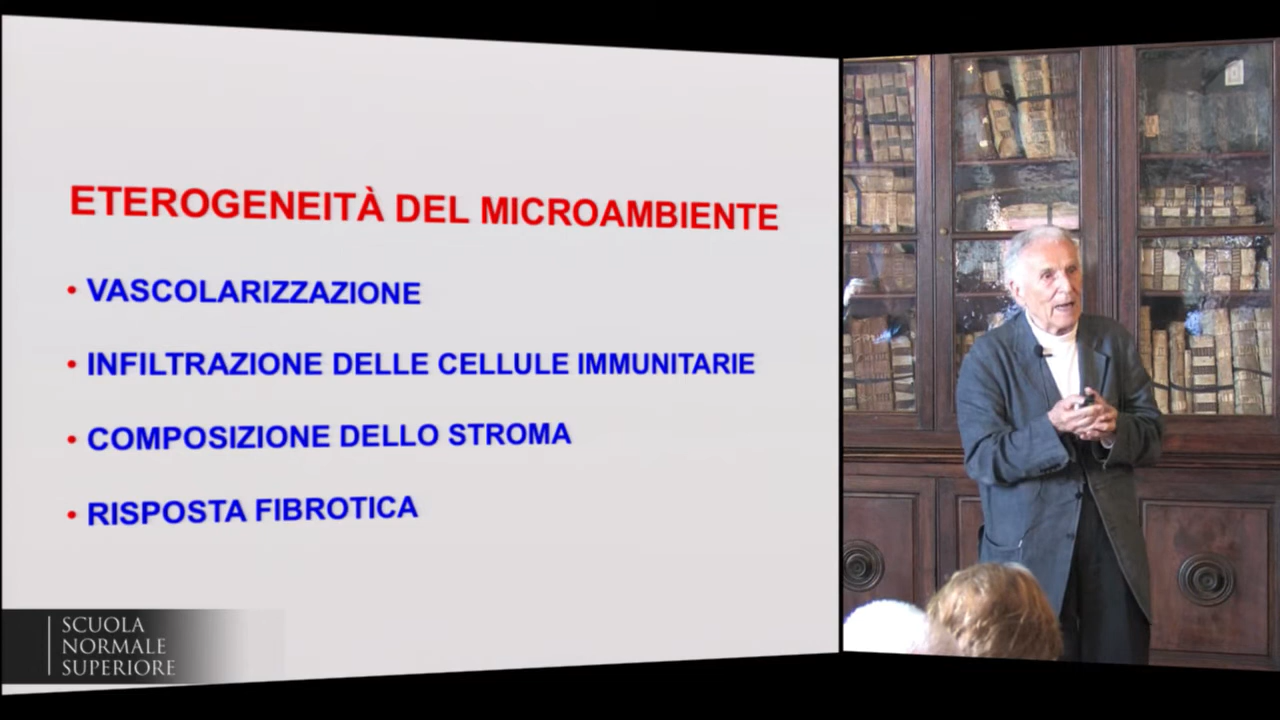 ETEROGENEITÀ DEL MICROAMBIENTE
• VASCOLARIZZAZIONE
• INFILTRAZIONE DELLE CELLULE IMMUNITARIE
• COMPOSIZIONE DELLO STROMA
• RISPOSTA FIBROTICA
SCUOLA
NORMALE
SUPERIORE